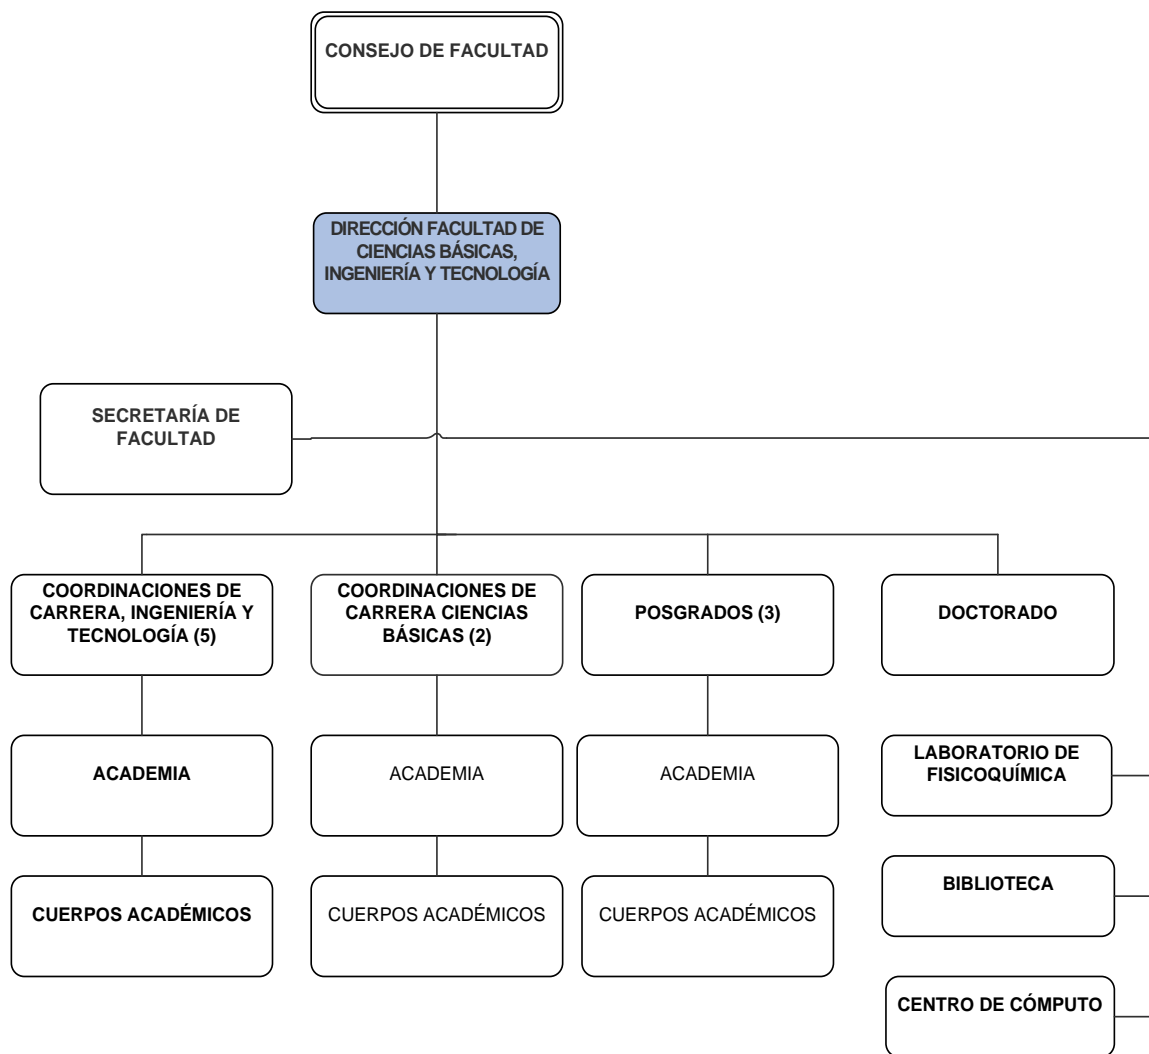 CONSEJO DE FACULTAD
DIRECCIÓN FACULTAD DE
CIENCIAS BÁSICAS,
INGENIERÍA Y TECNOLOGÍA
SECRETARÍA DE
FACULTAD
COORDINACIONES DE
CARRERA, INGENIERÍA Y
TECNOLOGÍA (5)
COORDINACIONES DE
CARRERA CIENCIAS
BÁSICAS (2)
POSGRADOS (3)
DOCTORADO
ACADEMIA
ACADEMIA
ACADEMIA
LABORATORIO DE
FISICOQUÍMICA
CUERPOS ACADÉMICOS
CUERPOS ACADÉMICOS
CUERPOS ACADÉMICOS
BIBLIOTECA
CENTRO DE CÓMPUTO